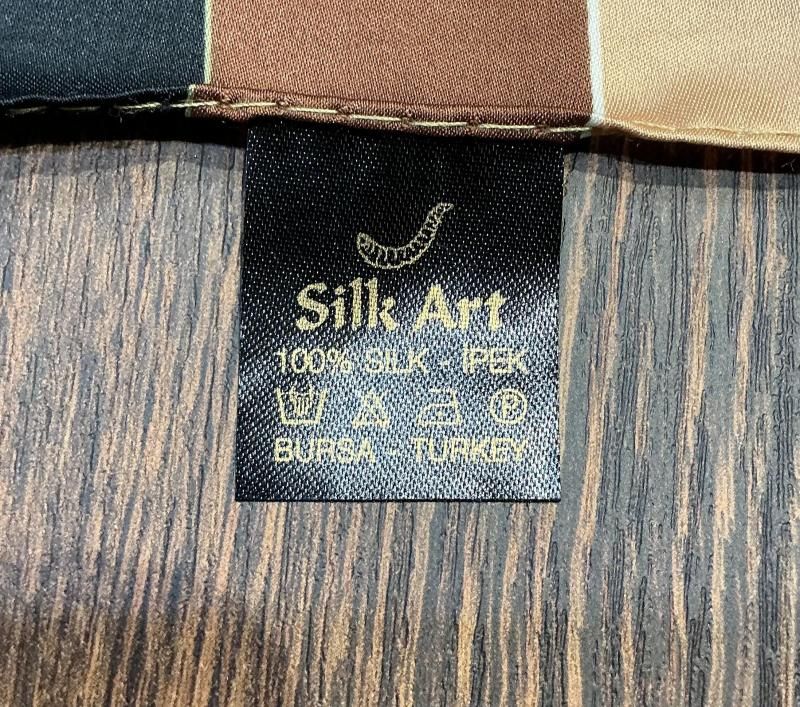 Silk Art
100% SILK - İPEK
P
BURSA - TURKEY